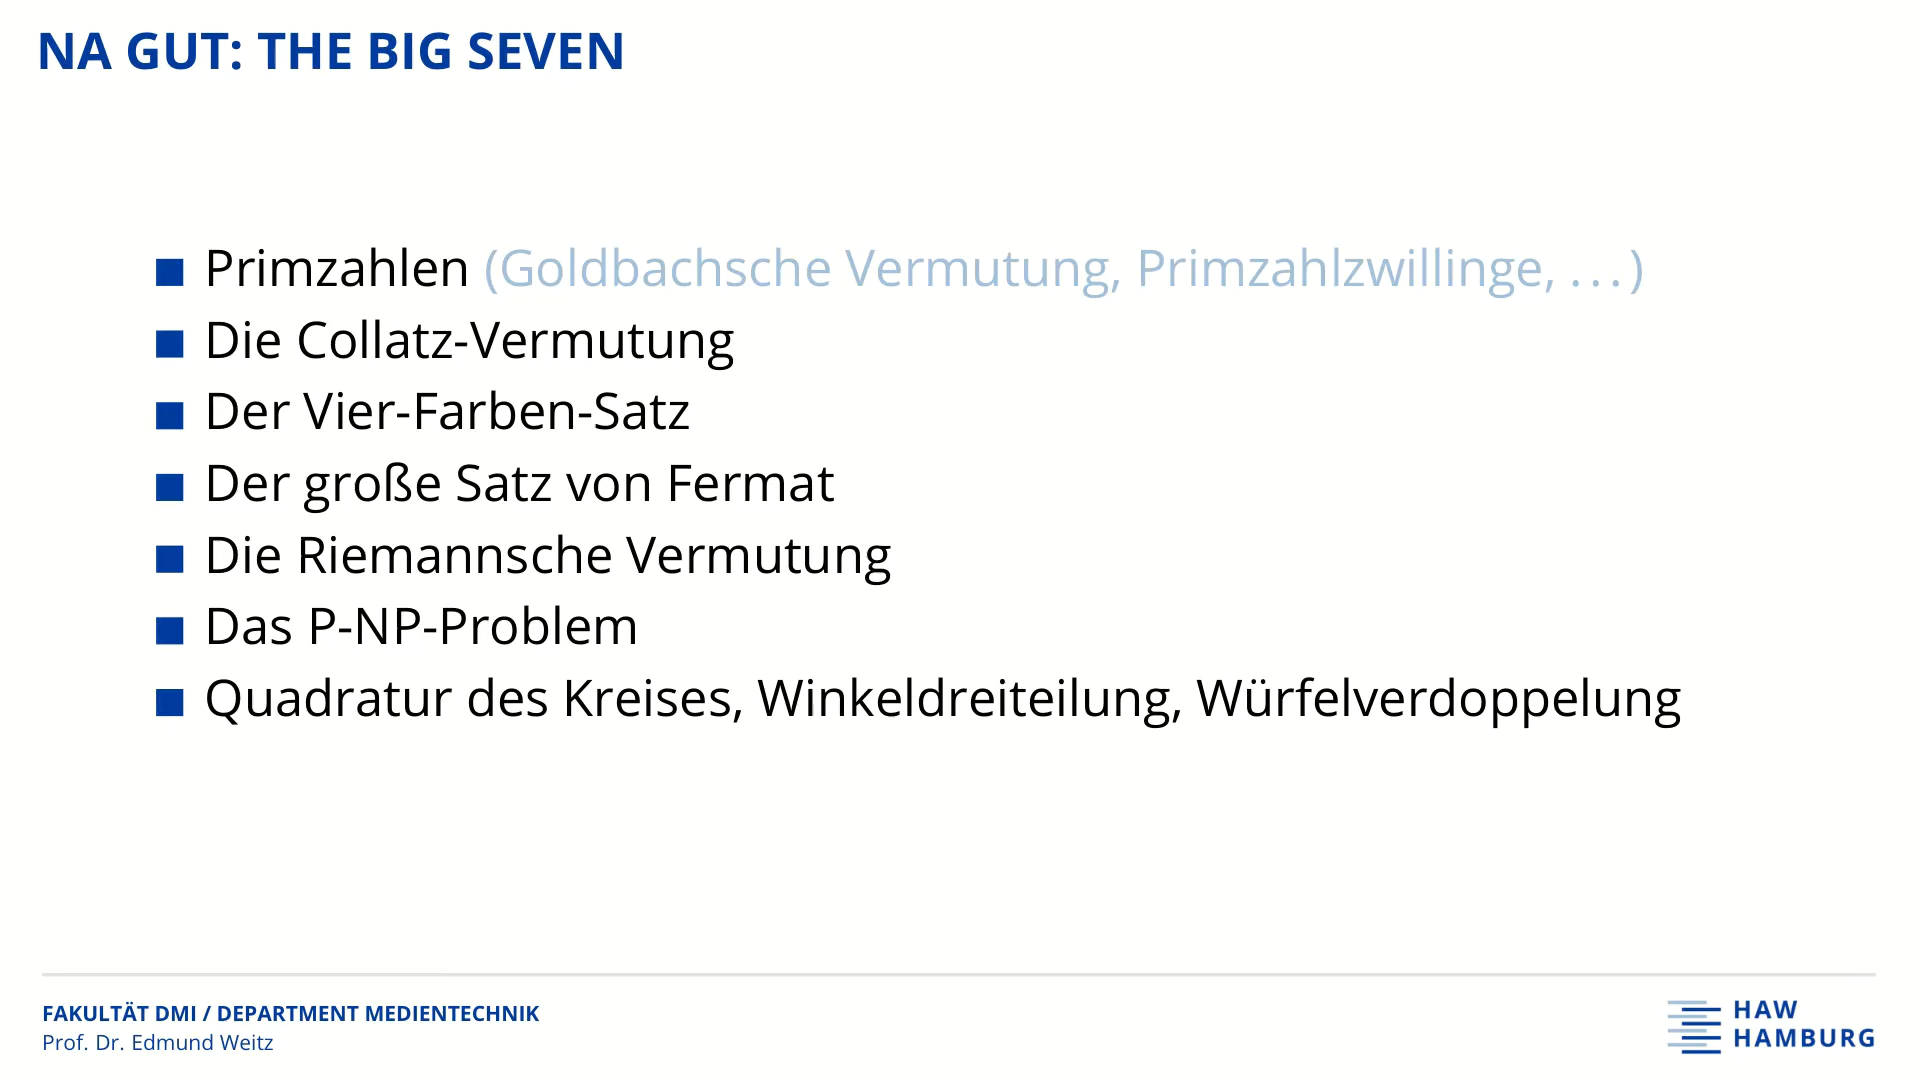 NA GUT: THE BIG SEVEN
Primzahlen (Goldbachsche Vermutung, Primzahlzwillinge, ...)
Die Collatz-Vermutung
Der Vier-Farben-Satz
Der große Satz von Fermat
Die Riemannsche Vermutung
Das P-NP-Problem
Quadratur des Kreises, Winkeldreiteilung, Würfelverdoppelung
FAKULTÄT DMI / DEPARTMENT MEDIENTECHNIK
Prof. Dr. Edmund Weitz
HAW
HAMBURG